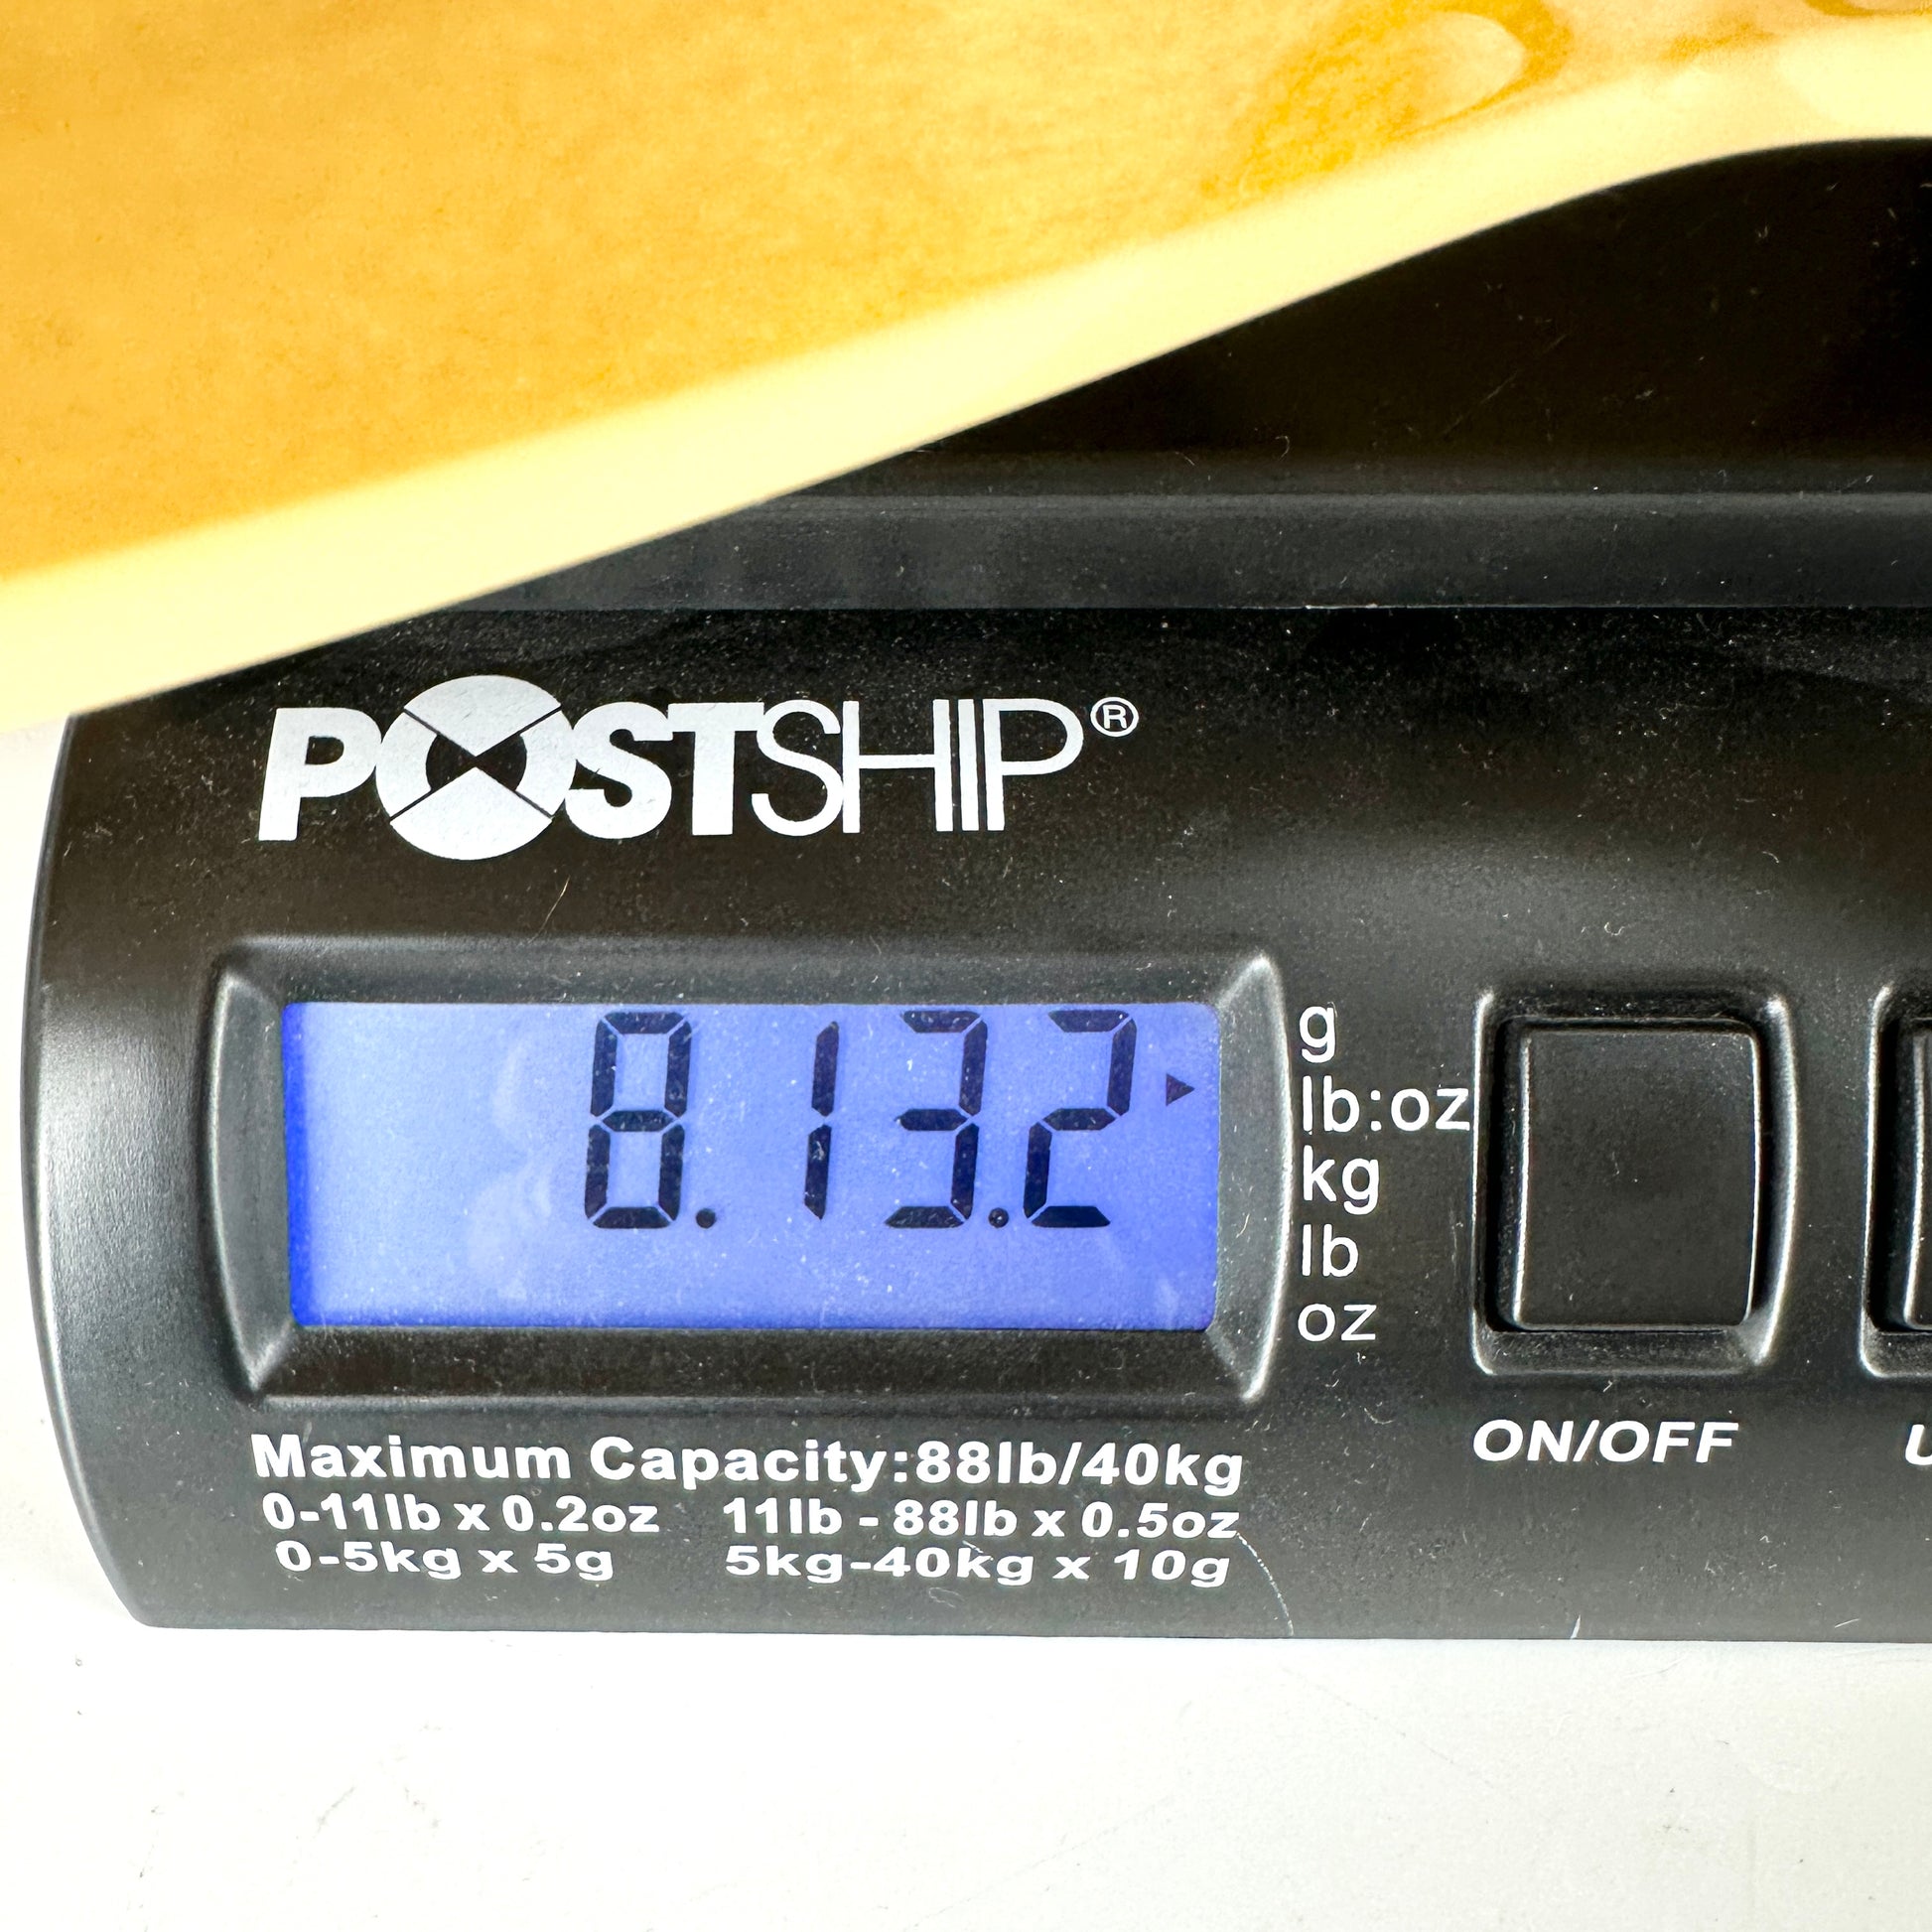 POSTSHIP®
8.13.2
g
lb:oz
kg
lb
oz
ON/OFF
Maximum Capacity:88lb/40kg
0-11lb x 0.2oz 11lb - 88lb x 0.5oz
0-5kg x 5g 5kg-40kg x 10g